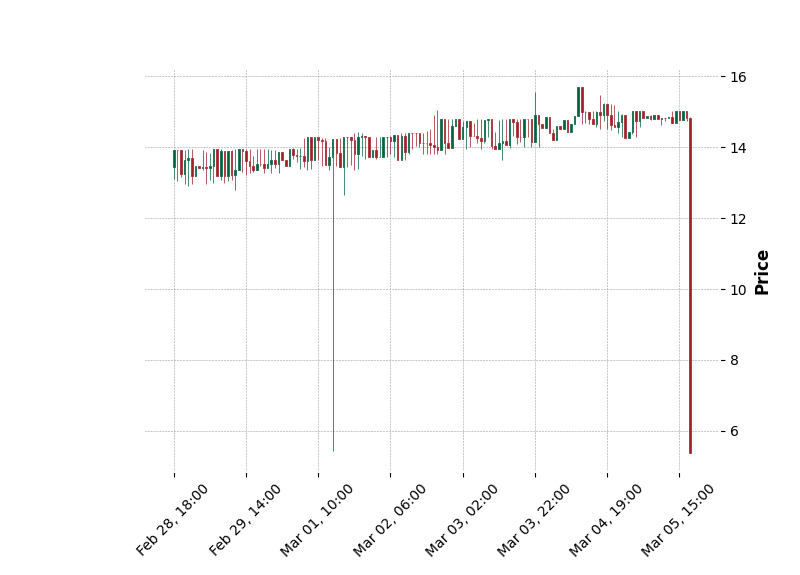 16
14
12
10
8
6
Price
Feb 28, 18:00
Feb 29, 14:00
Mar 01, 10:00
Mar 02, 06:00
Mar 03, 02:00
Mar 03, 22:00
Mar 04, 19:00
Mar 05, 15:00